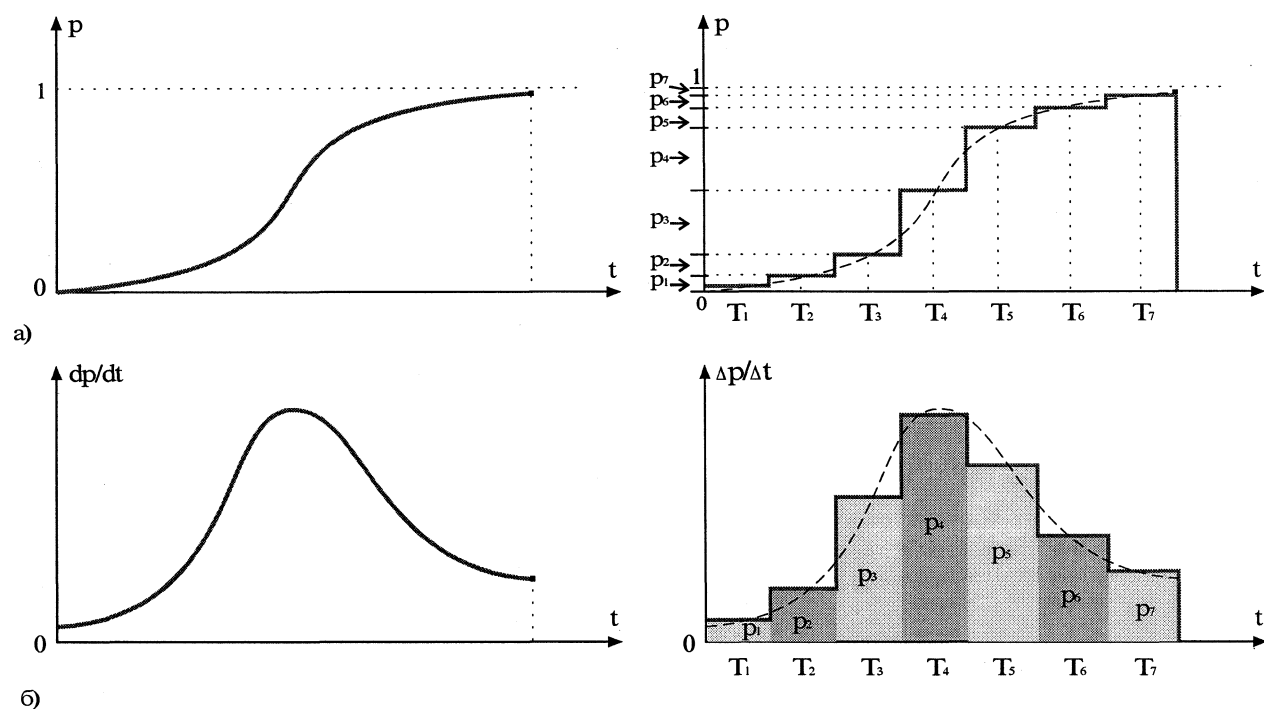 p
1
0
t
а)
p
p₇ 1
p₆
p₅
p₄
p₃
p₂
p₁
0
t
T₁ T₂ T₃ T₄ T₅ T₆ T₇
dp/dt
0
t
б)
Δp/Δt
p₁ p₂ p₃ p₄ p₅ p₆ p₇
0
t
T₁ T₂ T₃ T₄ T₅ T₆ T₇